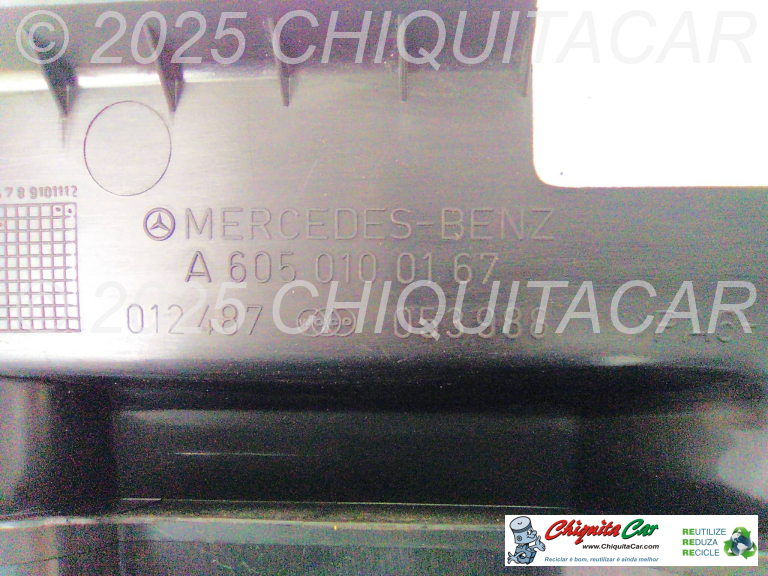 © 2025 CHIQUITACAR
7 8 9 10 11 12
MERCEDES-BENZ
A 605 010 01 67
© 2025 CHIQUITACAR
012487
Chiquita Car
www.ChiquitaCar.com
Reciclar é bom, reutilizar é ainda melhor
REUTILIZE
REDUZA
RECICLE